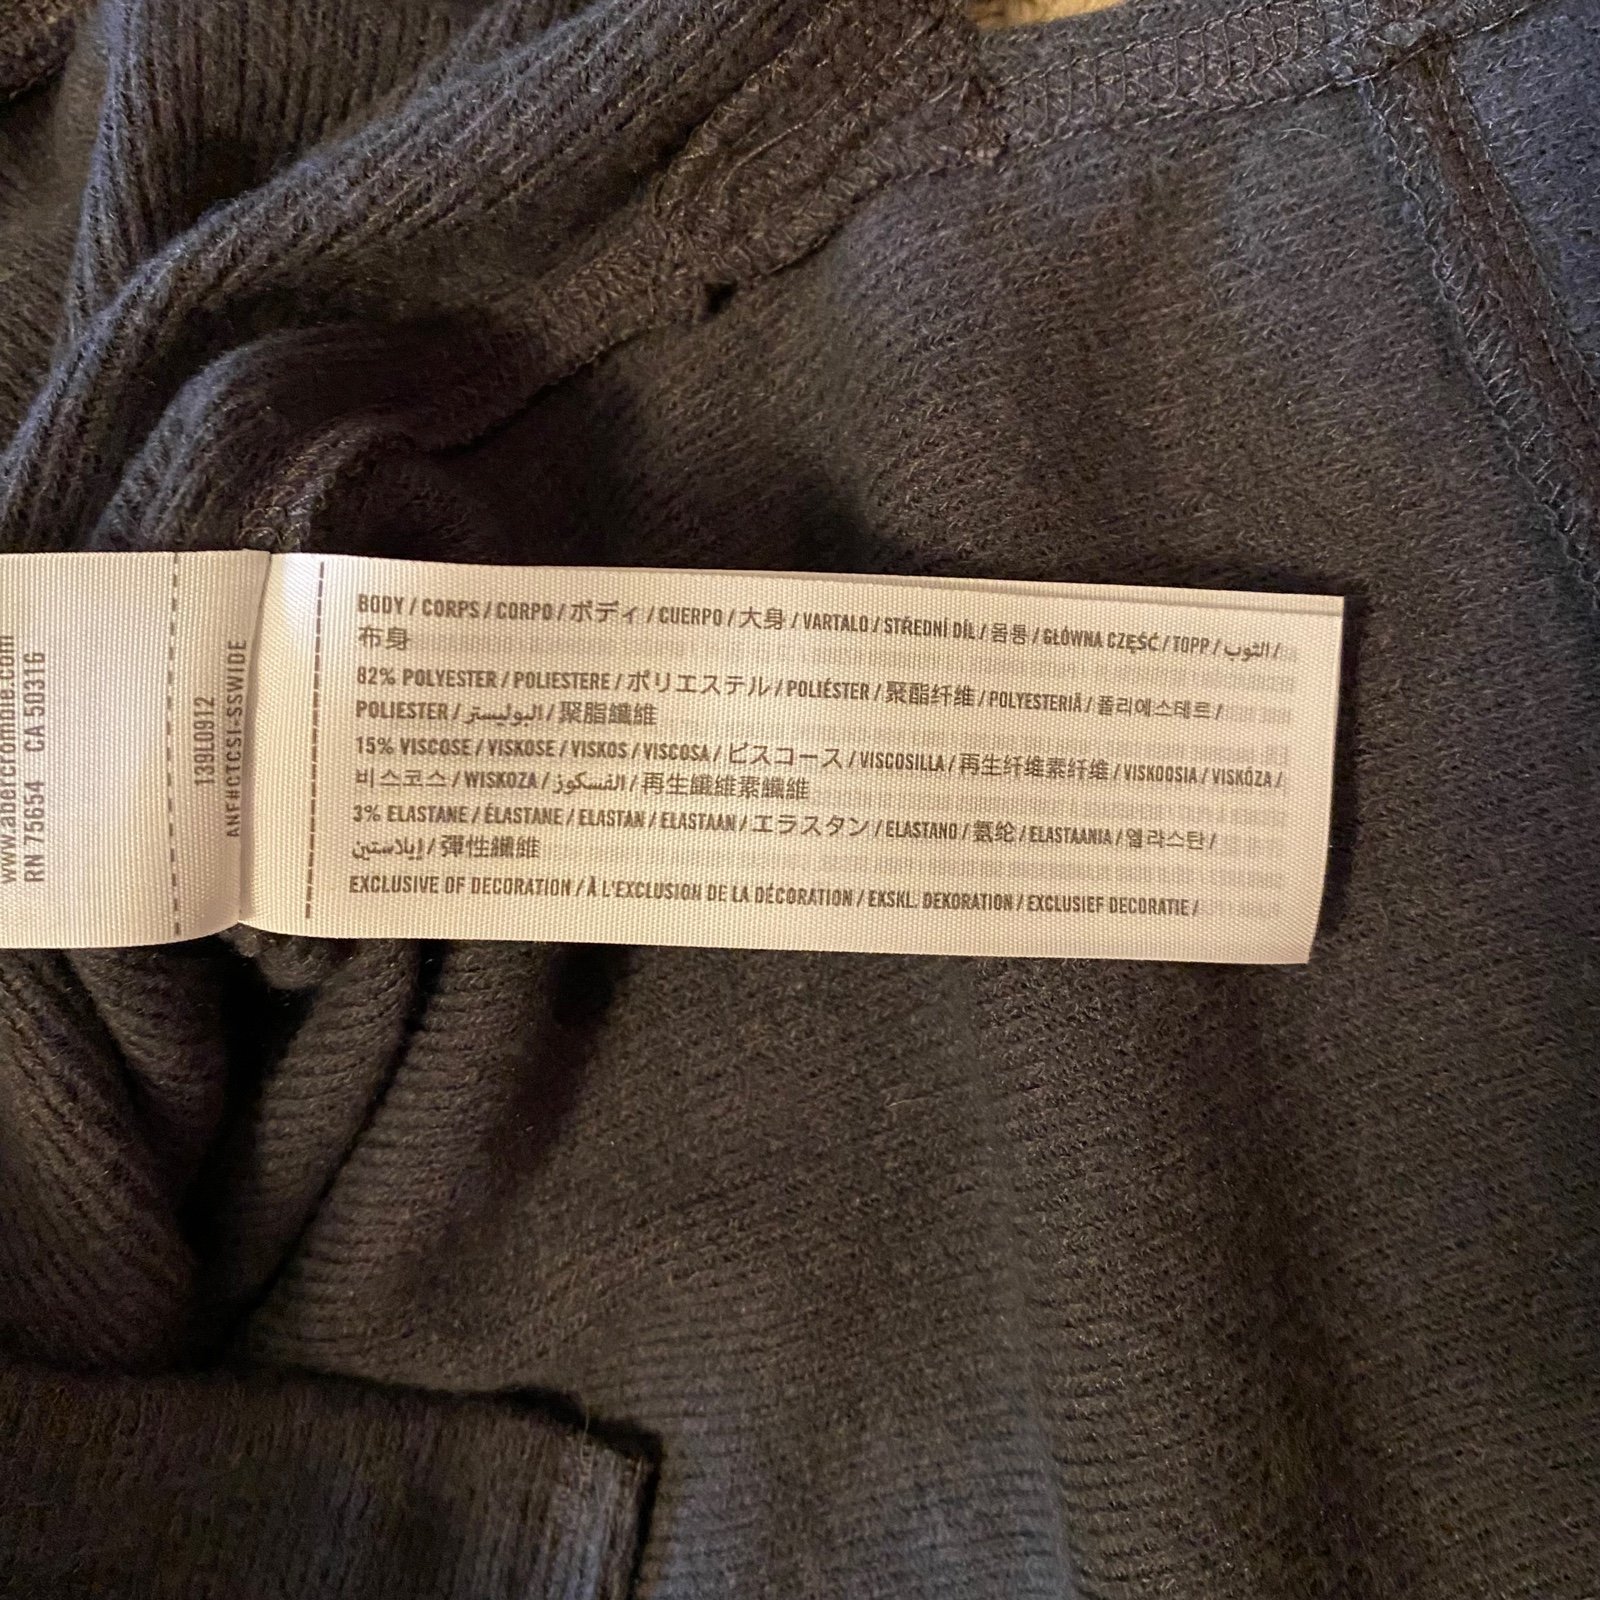 www.abercrombie.com
RN 75654 CA 50316
139L0912
ANF#CTCSI-SSWIDE
BODY / CORPS / CORPO / ボディ / CUERPO / 大身 / VARTALO / STŘEDNÍ DÍL / 몸통 / GŁÓWNA CZĘŚĆ / TOPP / الثوب /
布身
82% POLYESTER / POLIESTERE / ポリエステル / POLIÉSTER / 聚酯纤维 / POLYESTERIÄ / 폴리에스테르 /
POLIESTER / البوليستر / 聚脂纖維
15% VISCOSE / VISKOSE / VISKOS / VISCOSA / ビスコース / VISCOSILLA / 再生纤维素纤维 / VISKOOSIA / VISKÓZA /
비스코스 / WISKOZA / الفسكوز / 再生纖維素纖維
3% ELASTANE / ÉLASTANE / ELASTAN / ELASTAAN / エラスタン / ELASTANO / 氨纶 / ELASTAANIA / 엘라스탄 /
إيلاستين / 彈性纖維
EXCLUSIVE OF DECORATION / À L'EXCLUSION DE LA DÉCORATION / EKSKL. DEKORATION / EXCLUSIEF DECORATIE /